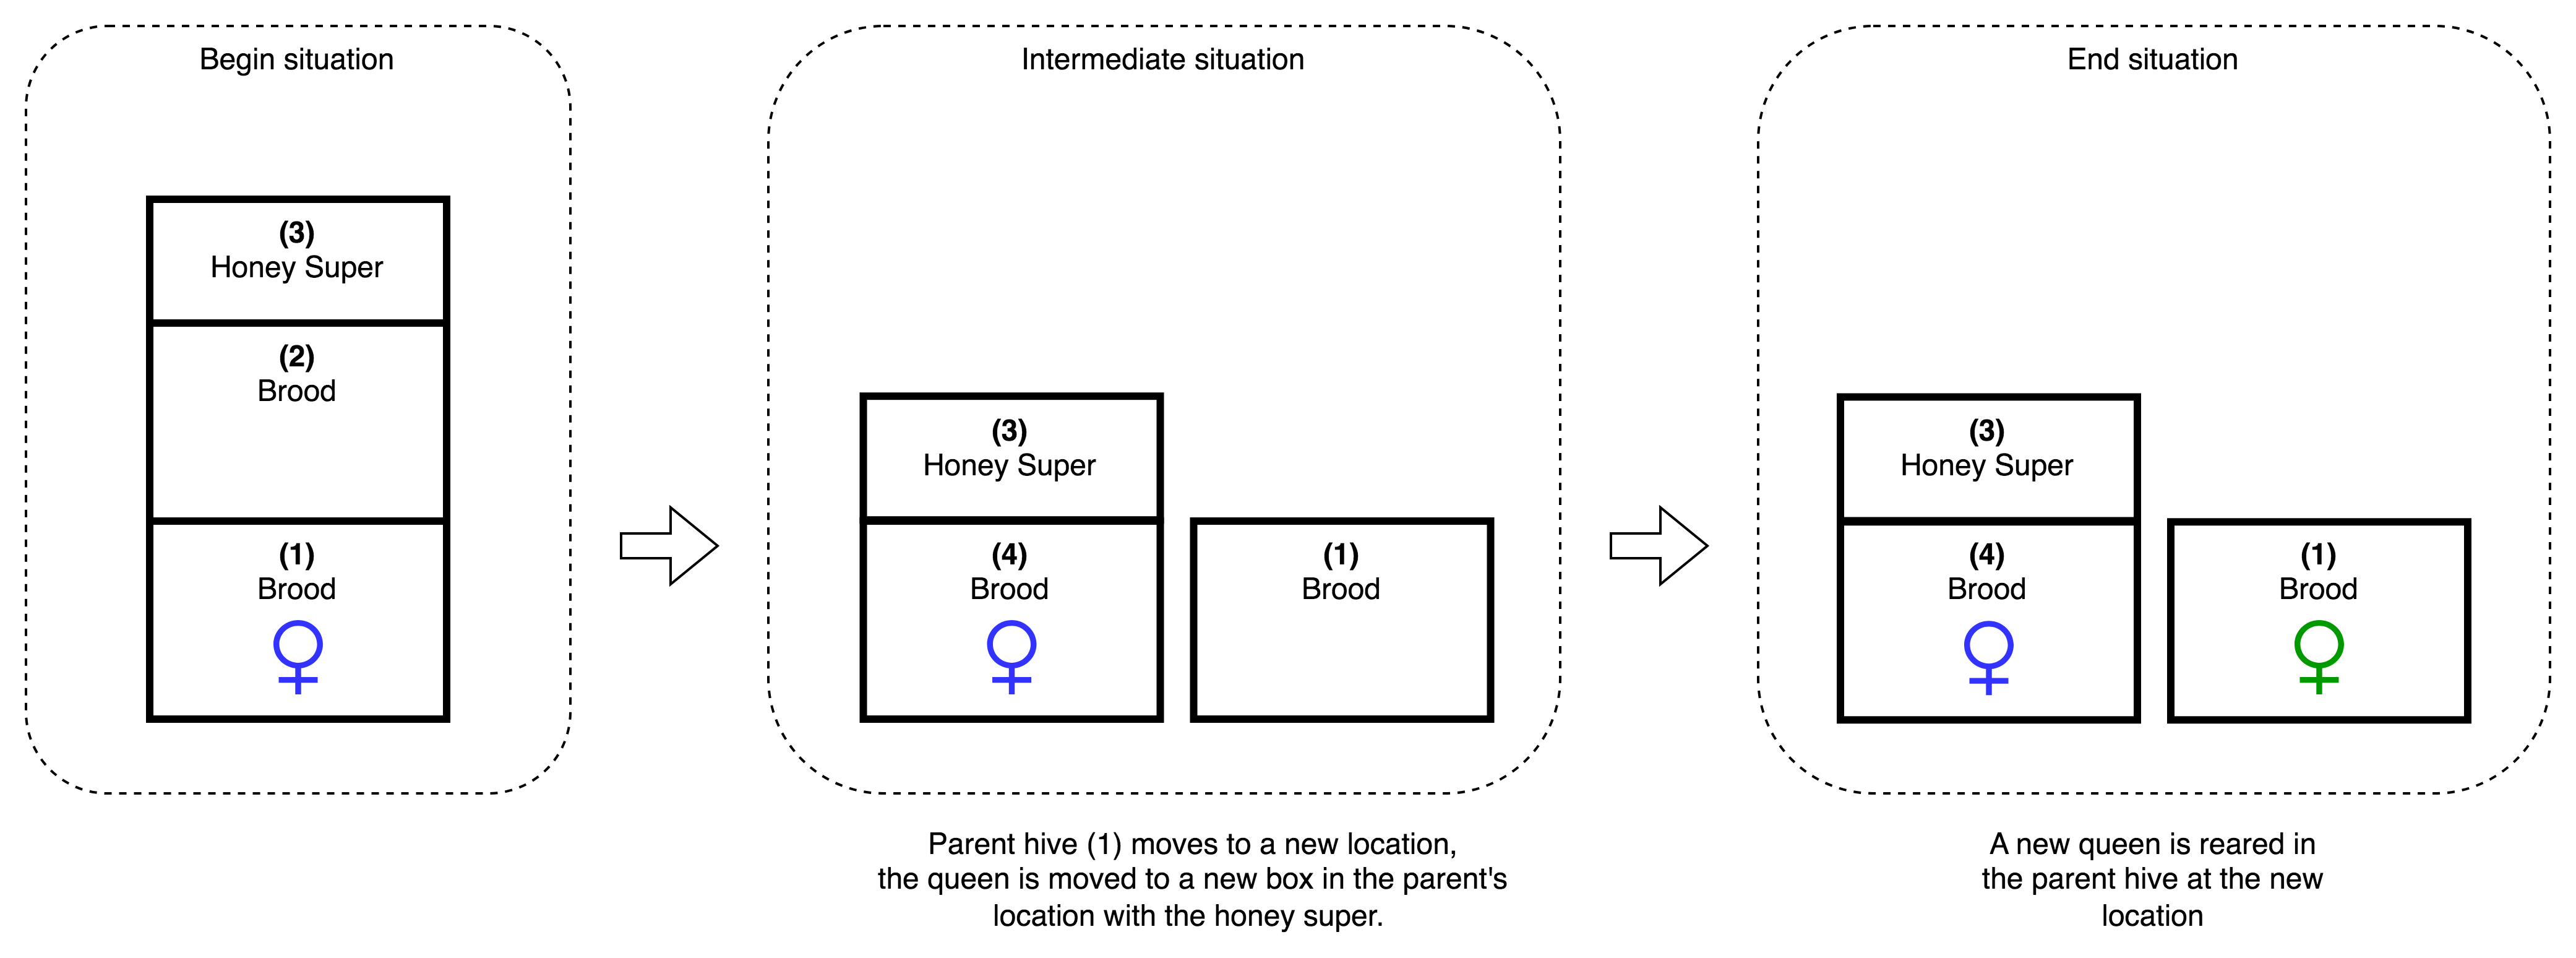 Begin situation
(3)
Honey Super
(2)
Brood
(1)
Brood
Intermediate situation
(3)
Honey Super
(4)
Brood
(1)
Brood
Parent hive (1) moves to a new location,
the queen is moved to a new box in the parent's
location with the honey super.
End situation
(3)
Honey Super
(4)
Brood
(1)
Brood
A new queen is reared in
the parent hive at the new
location